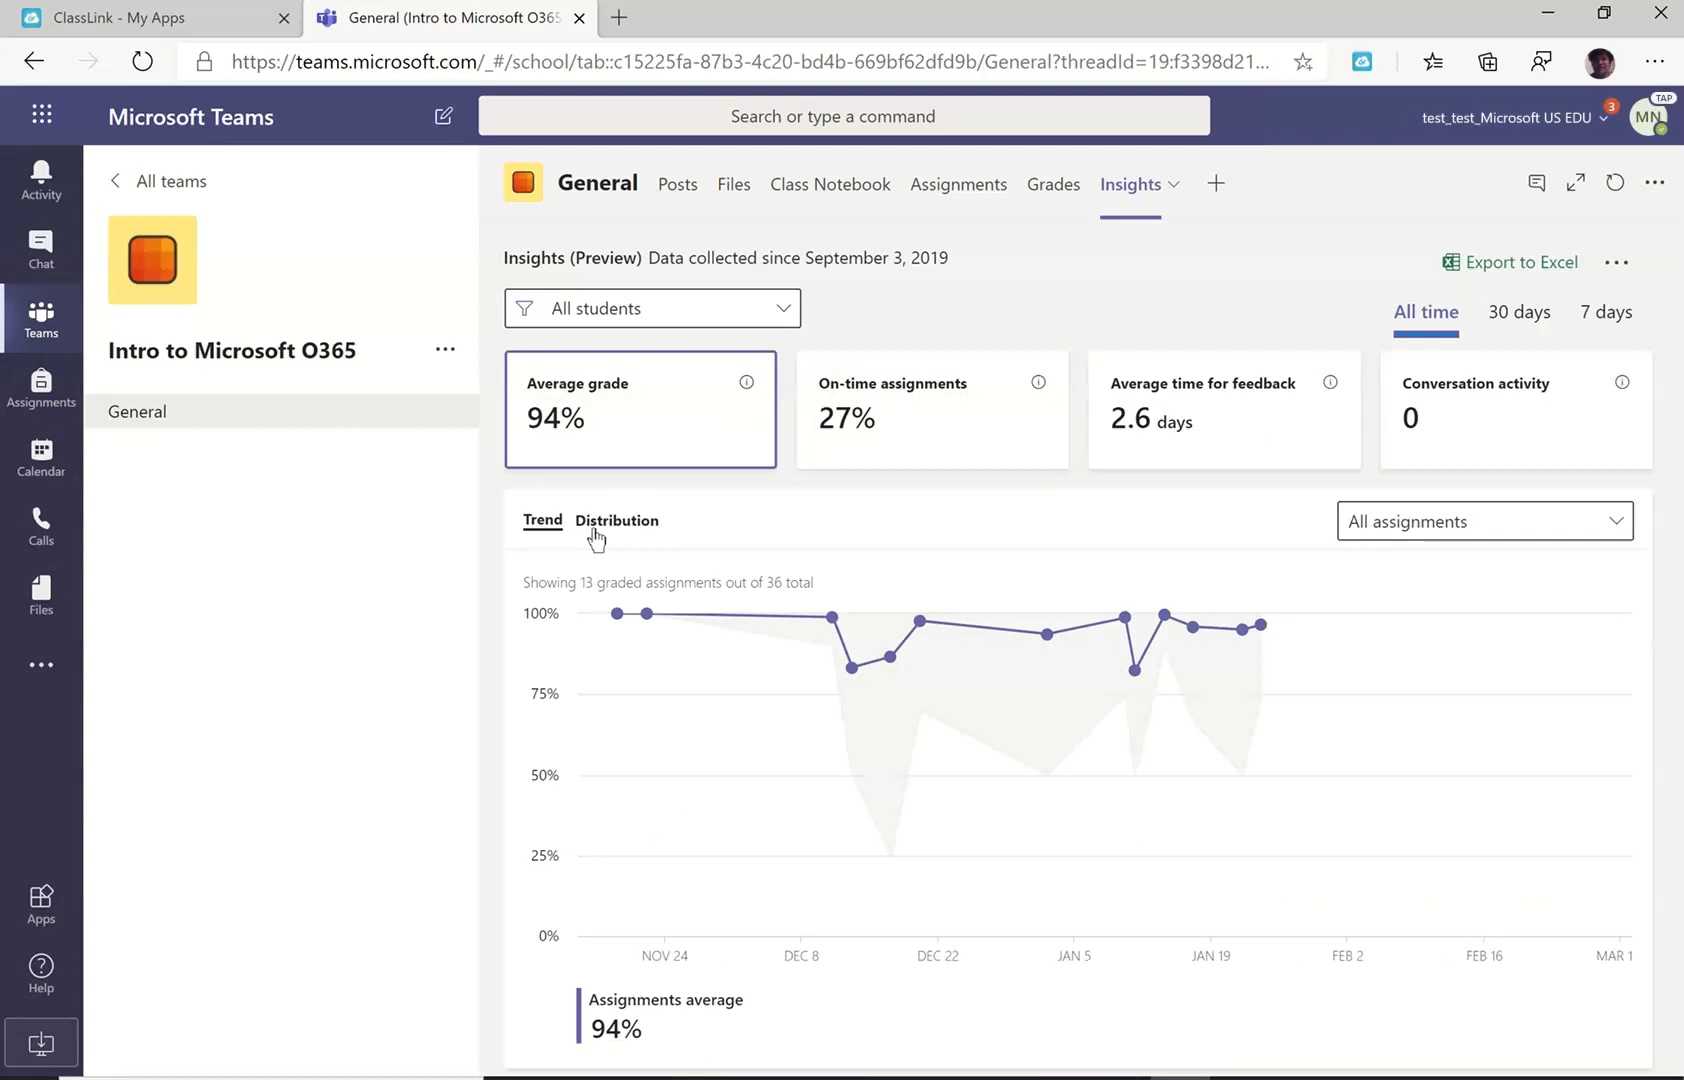 ClassLink - My Apps
General (Intro to Microsoft O365
https://teams.microsoft.com/_#/school/tab::c15225fa-87b3-4c20-bd4b-669bf62dfd9b/General?threadId=19:f3398d21...
Microsoft Teams
Search or type a command
test_test_Microsoft US EDU
3
TAP
MN
Activity
Chat
Teams
Assignments
Calendar
Calls
Files
Apps
Help
All teams
Intro to Microsoft O365
General
General
Posts
Files
Class Notebook
Assignments
Grades
Insights
Insights (Preview) Data collected since September 3, 2019
Export to Excel
All students
All time
30 days
7 days
Average grade
94%
On-time assignments
27%
Average time for feedback
2.6 days
Conversation activity
0
Trend
Distribution
All assignments
Showing 13 graded assignments out of 36 total
100%
75%
50%
25%
0%
NOV 24
DEC 8
DEC 22
JAN 5
JAN 19
FEB 2
FEB 16
MAR 1
Assignments average
94%